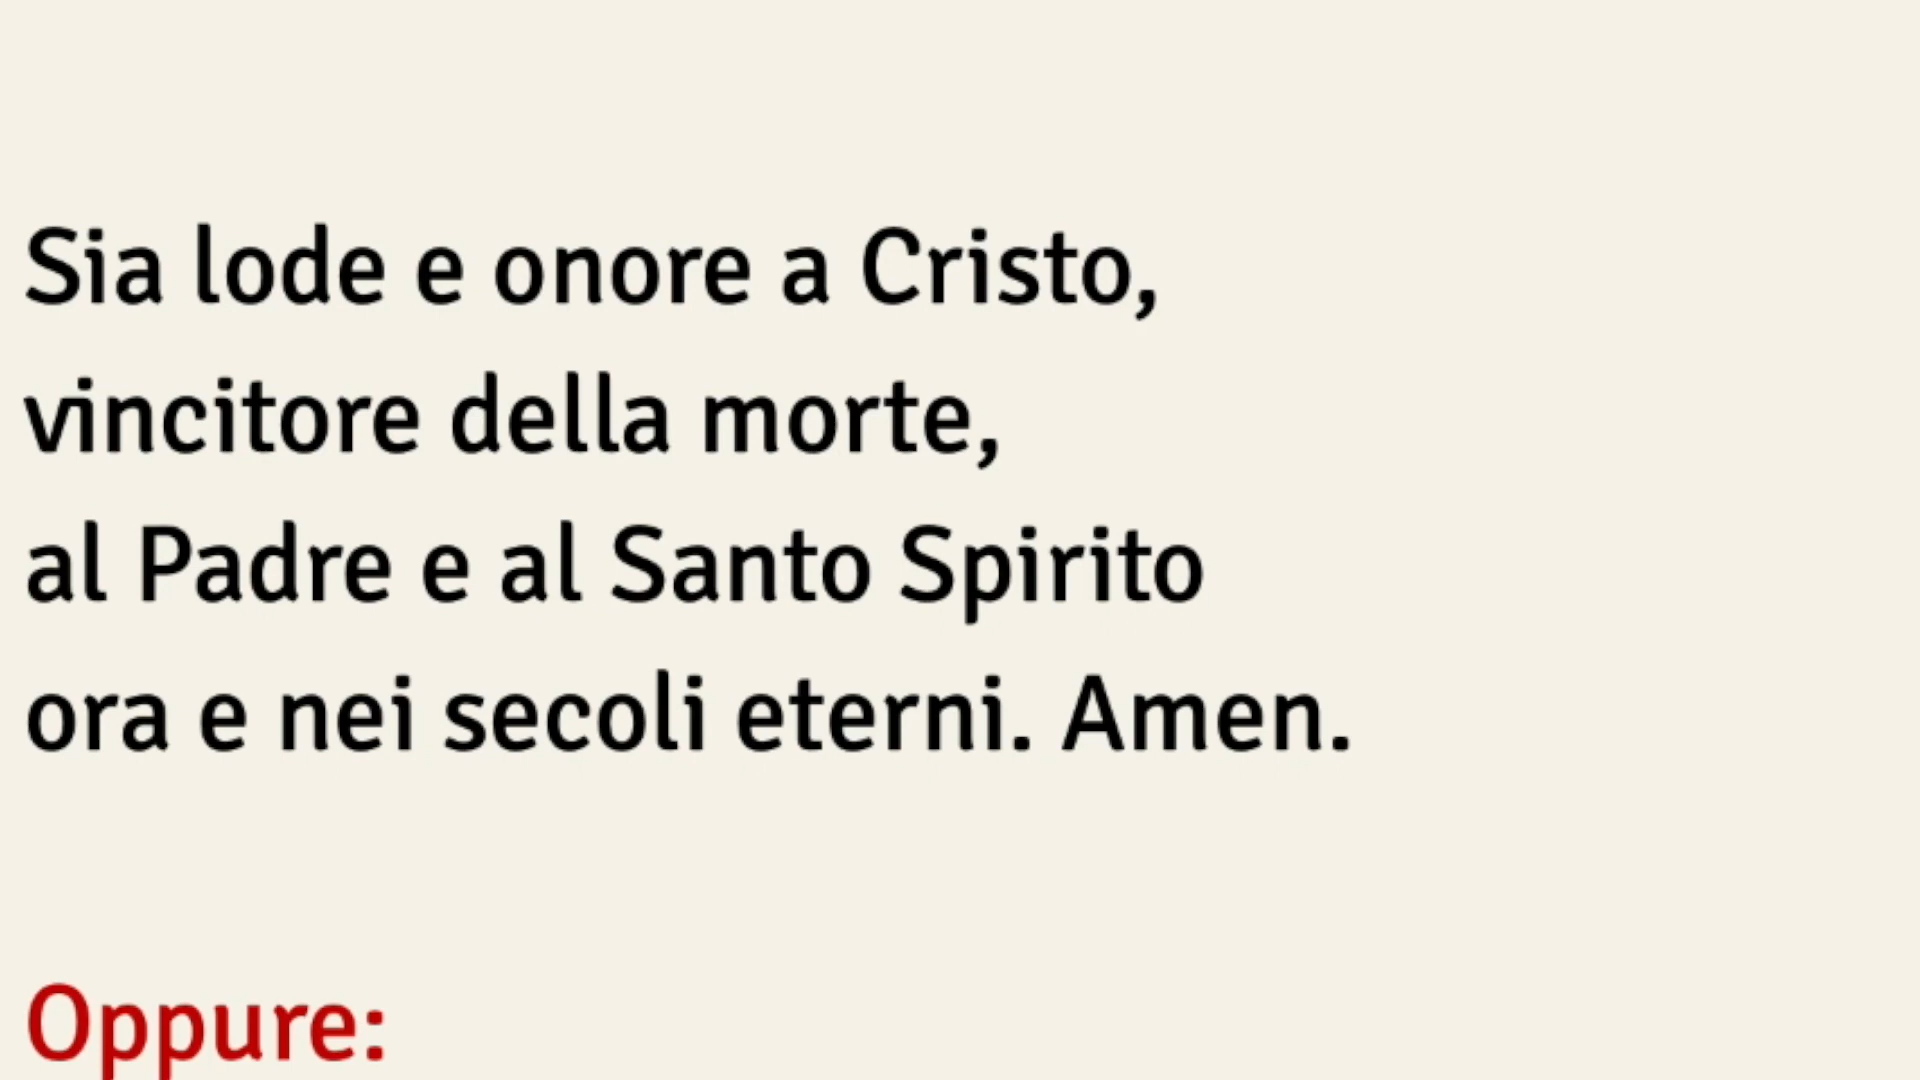 Sia lode e onore a Cristo,
vincitore della morte,
al Padre e al Santo Spirito
ora e nei secoli eterni. Amen.
Oppure: